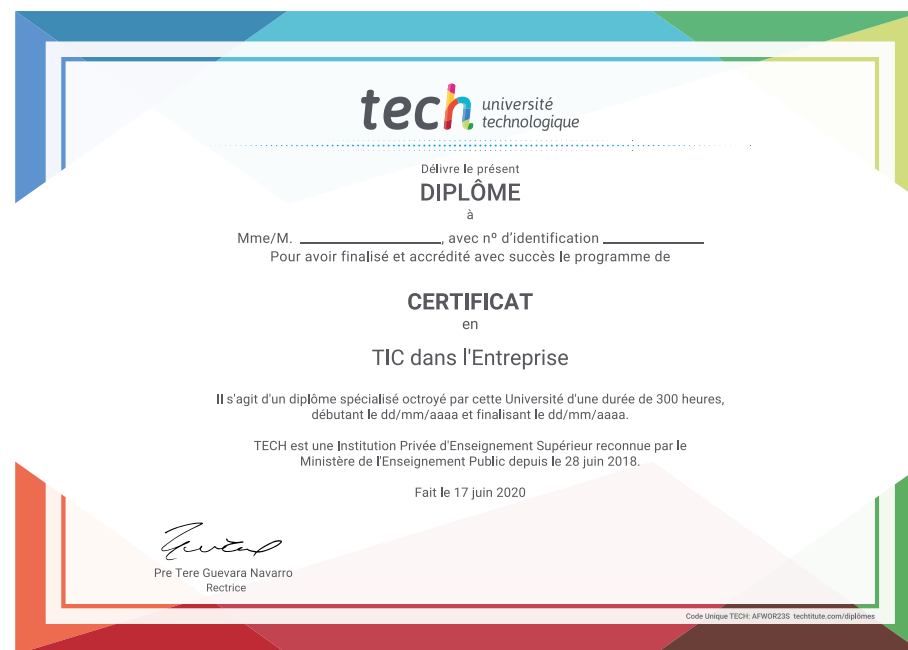 tech université
technologique
Délivre le présent
DIPLÔME
à
Mme/M. ____________________, avec nº d'identification ______________
Pour avoir finalisé et accrédité avec succès le programme de
CERTIFICAT
en
TIC dans l'Entreprise
Il s'agit d'un diplôme spécialisé octroyé par cette Université d'une durée de 300 heures,
débutant le dd/mm/aaaa et finalisant le dd/mm/aaaa.
TECH est une Institution Privée d'Enseignement Supérieur reconnue par le
Ministère de l'Enseignement Public depuis le 28 juin 2018.
Fait le 17 juin 2020
Pre Tere Guevara Navarro
Rectrice
Code Unique TECH: AFWOR23S techtitute.com/diplômes